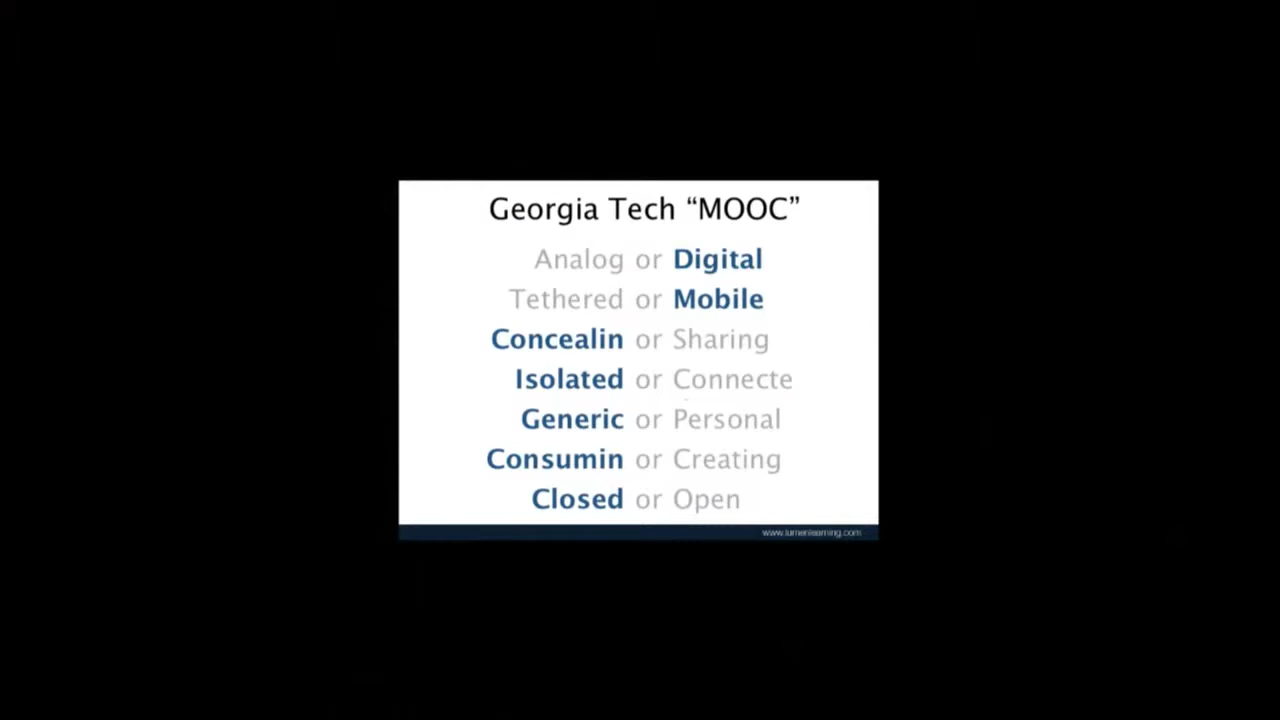 Georgia Tech “MOOC”
Analog or Digital
Tethered or Mobile
Concealin or Sharing
Isolated or Connecte
Generic or Personal
Consumin or Creating
Closed or Open
www.lumenlearning.com